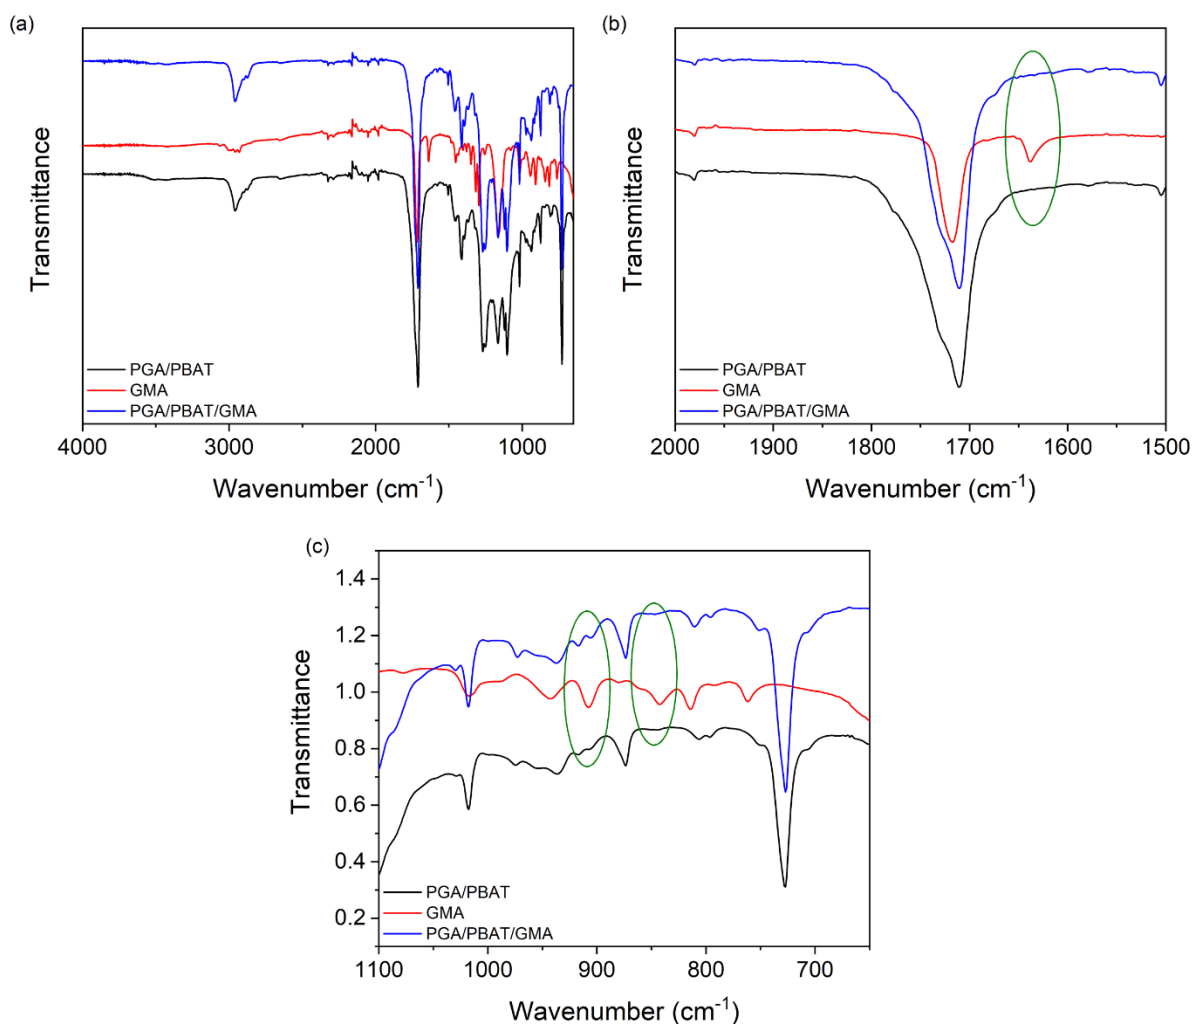 (a)
Transmittance
PGA/PBAT
GMA
PGA/PBAT/GMA
4000 3000 2000 1000
Wavenumber (cm⁻¹)
(b)
Transmittance
PGA/PBAT
GMA
PGA/PBAT/GMA
2000 1900 1800 1700 1600 1500
Wavenumber (cm⁻¹)
(c)
Transmittance
1.4
1.2
1.0
0.8
0.6
0.4
0.2
PGA/PBAT
GMA
PGA/PBAT/GMA
1100 1000 900 800 700
Wavenumber (cm⁻¹)